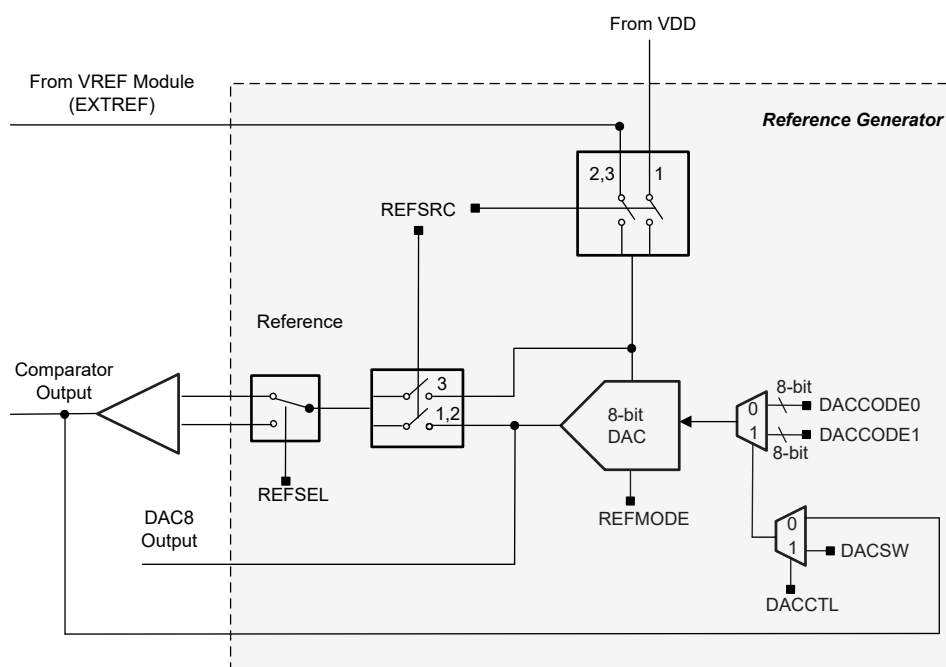 From VDD
From VREF Module
(EXTREF)
Reference Generator
2,3
1
REFSRC
Reference
Comparator
Output
3
1,2
8-bit
DAC
0
1
8-bit
DACCODE0
DACCODE1
8-bit
REFSEL
REFMODE
DAC8
Output
0
1
DACSW
DACCTL